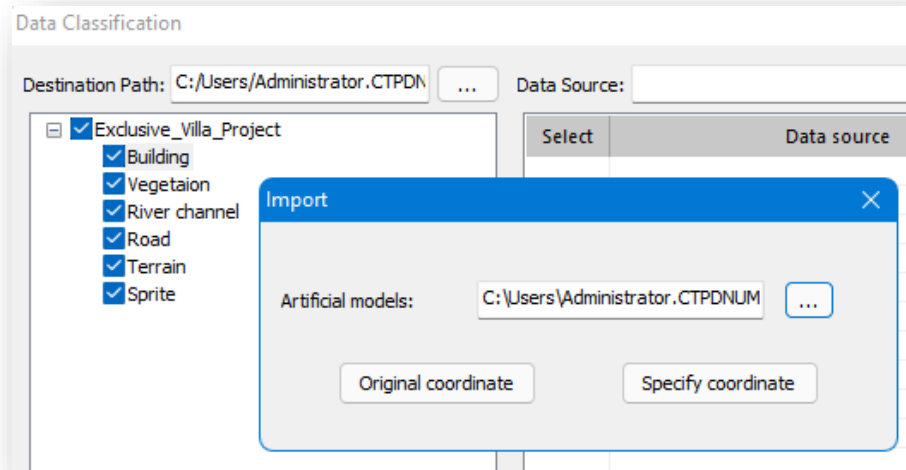 Data Classification
Destination Path: C:/Users/Administrator.CTPDN ... Data Source:
Exclusive_Villa_Project
Select Data source
Building
Vegetaion
River channel
Road
Terrain
Sprite
Import
Artificial models: C:\Users\Administrator.CTPDNUM ...
Original coordinate Specify coordinate